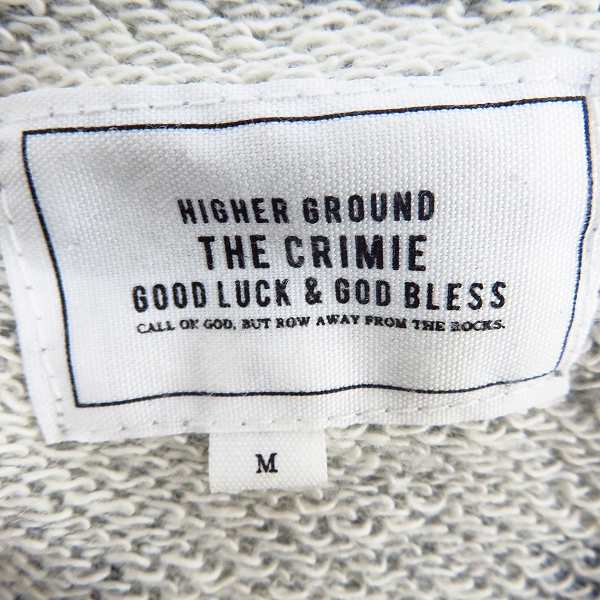 HIGHER GROUND
THE CRIMIE
GOOD LUCK & GOD BLESS
CALL ON GOD, BUT ROW AWAY FROM THE ROCKS.
M